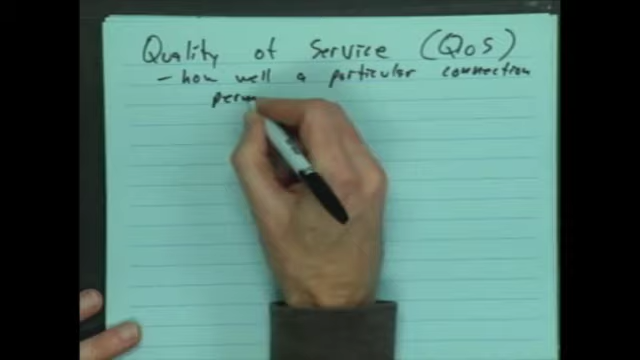 Quality of Service (QoS)
- how well a particular connection